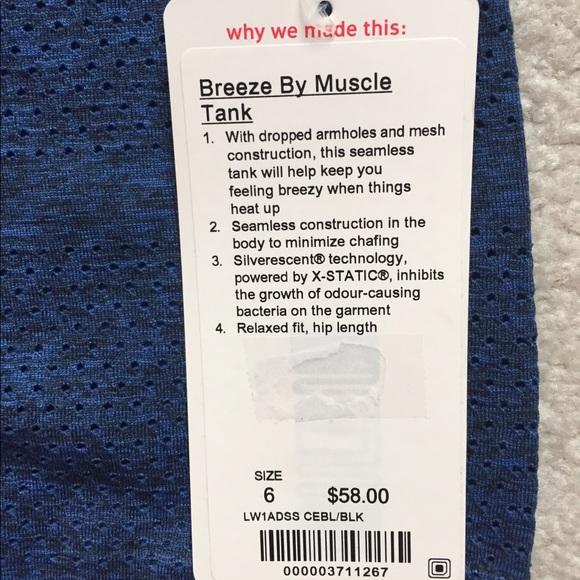 why we made this:
Breeze By Muscle
Tank
1. With dropped armholes and mesh
construction, this seamless
tank will help keep you
feeling breezy when things
heat up
2. Seamless construction in the
body to minimize chafing
3. Silverescent® technology,
powered by X-STATIC®, inhibits
the growth of odour-causing
bacteria on the garment
4. Relaxed fit, hip length
SIZE
6 $58.00
LW1ADSS CEBL/BLK
000003711267